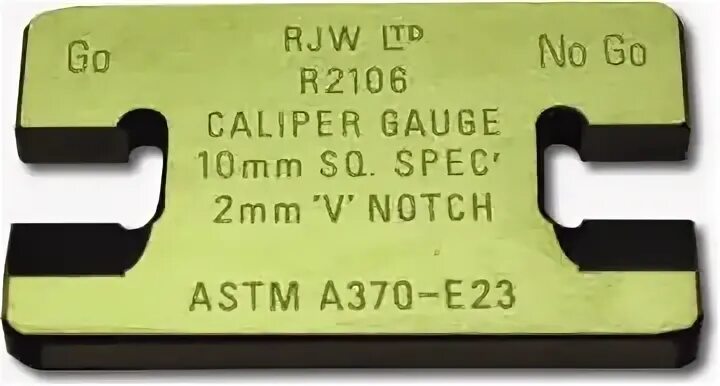 Go RJW LTD No Go
R2106
CALIPER GAUGE
10mm SQ. SPEC'
2mm 'V' NOTCH
ASTM A370-E23